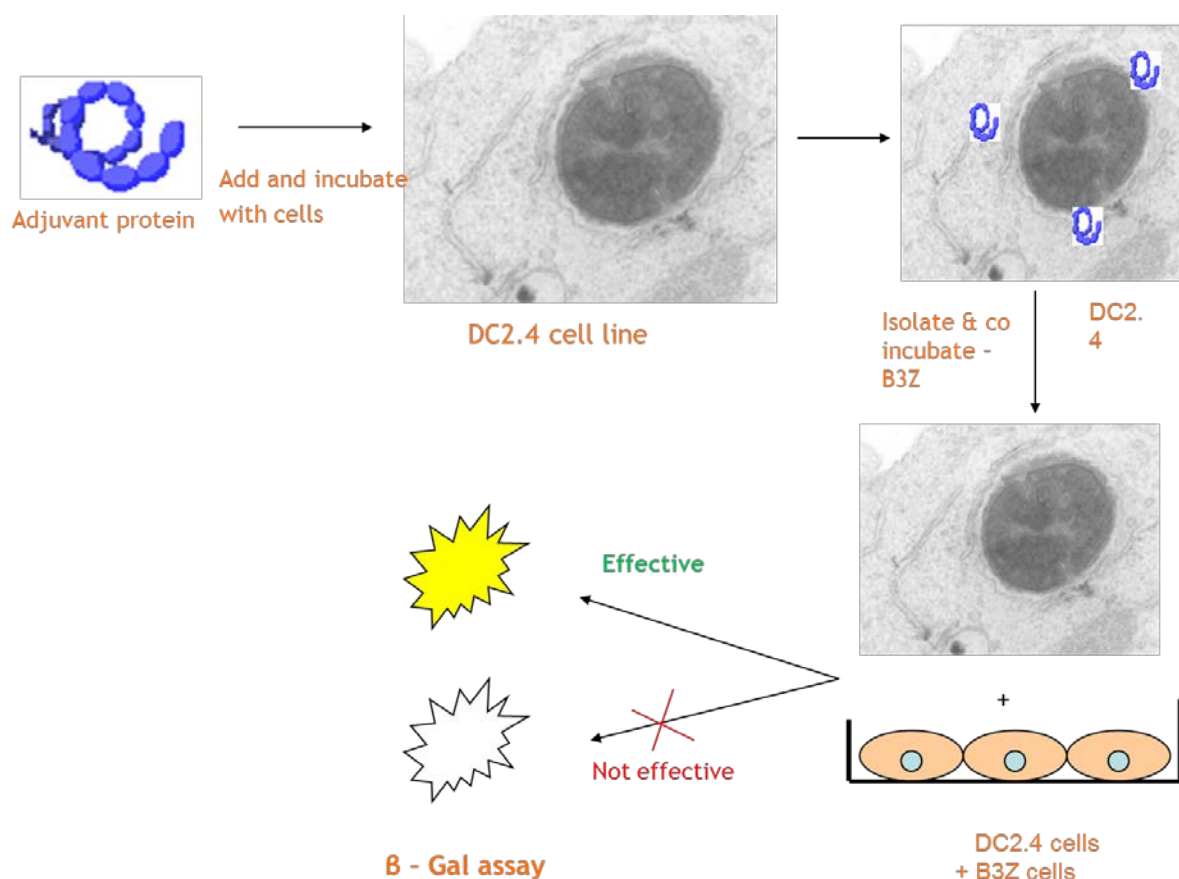 Adjuvant protein
Add and incubate
with cells
DC2.4 cell line
Isolate & co
incubate –
B3Z
DC2.
4
Effective
Not effective
+
DC2.4 cells
+ B3Z cells
β – Gal assay